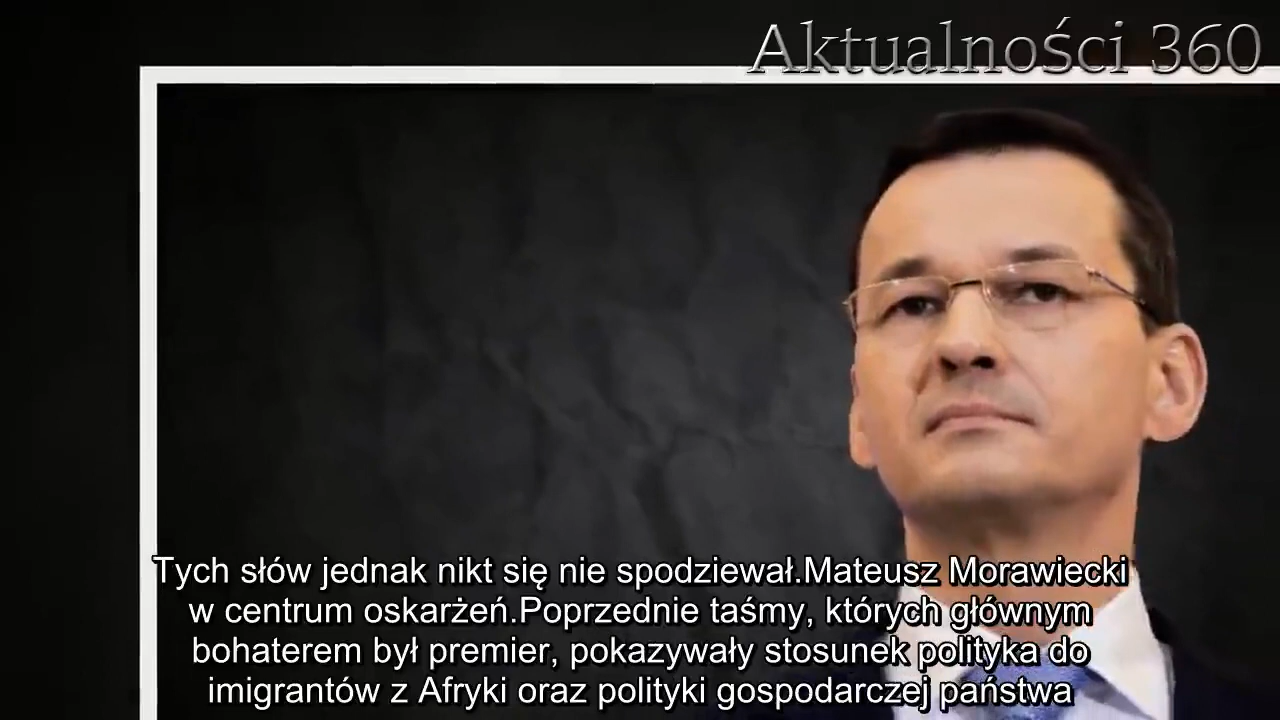 Aktualności 360
Tych słów jednak nikt się nie spodziewał.Mateusz Morawiecki
w centrum oskarżeń.Poprzednie taśmy, których głównym
bohaterem był premier, pokazywały stosunek polityka do
imigrantów z Afryki oraz polityki gospodarczej państwa